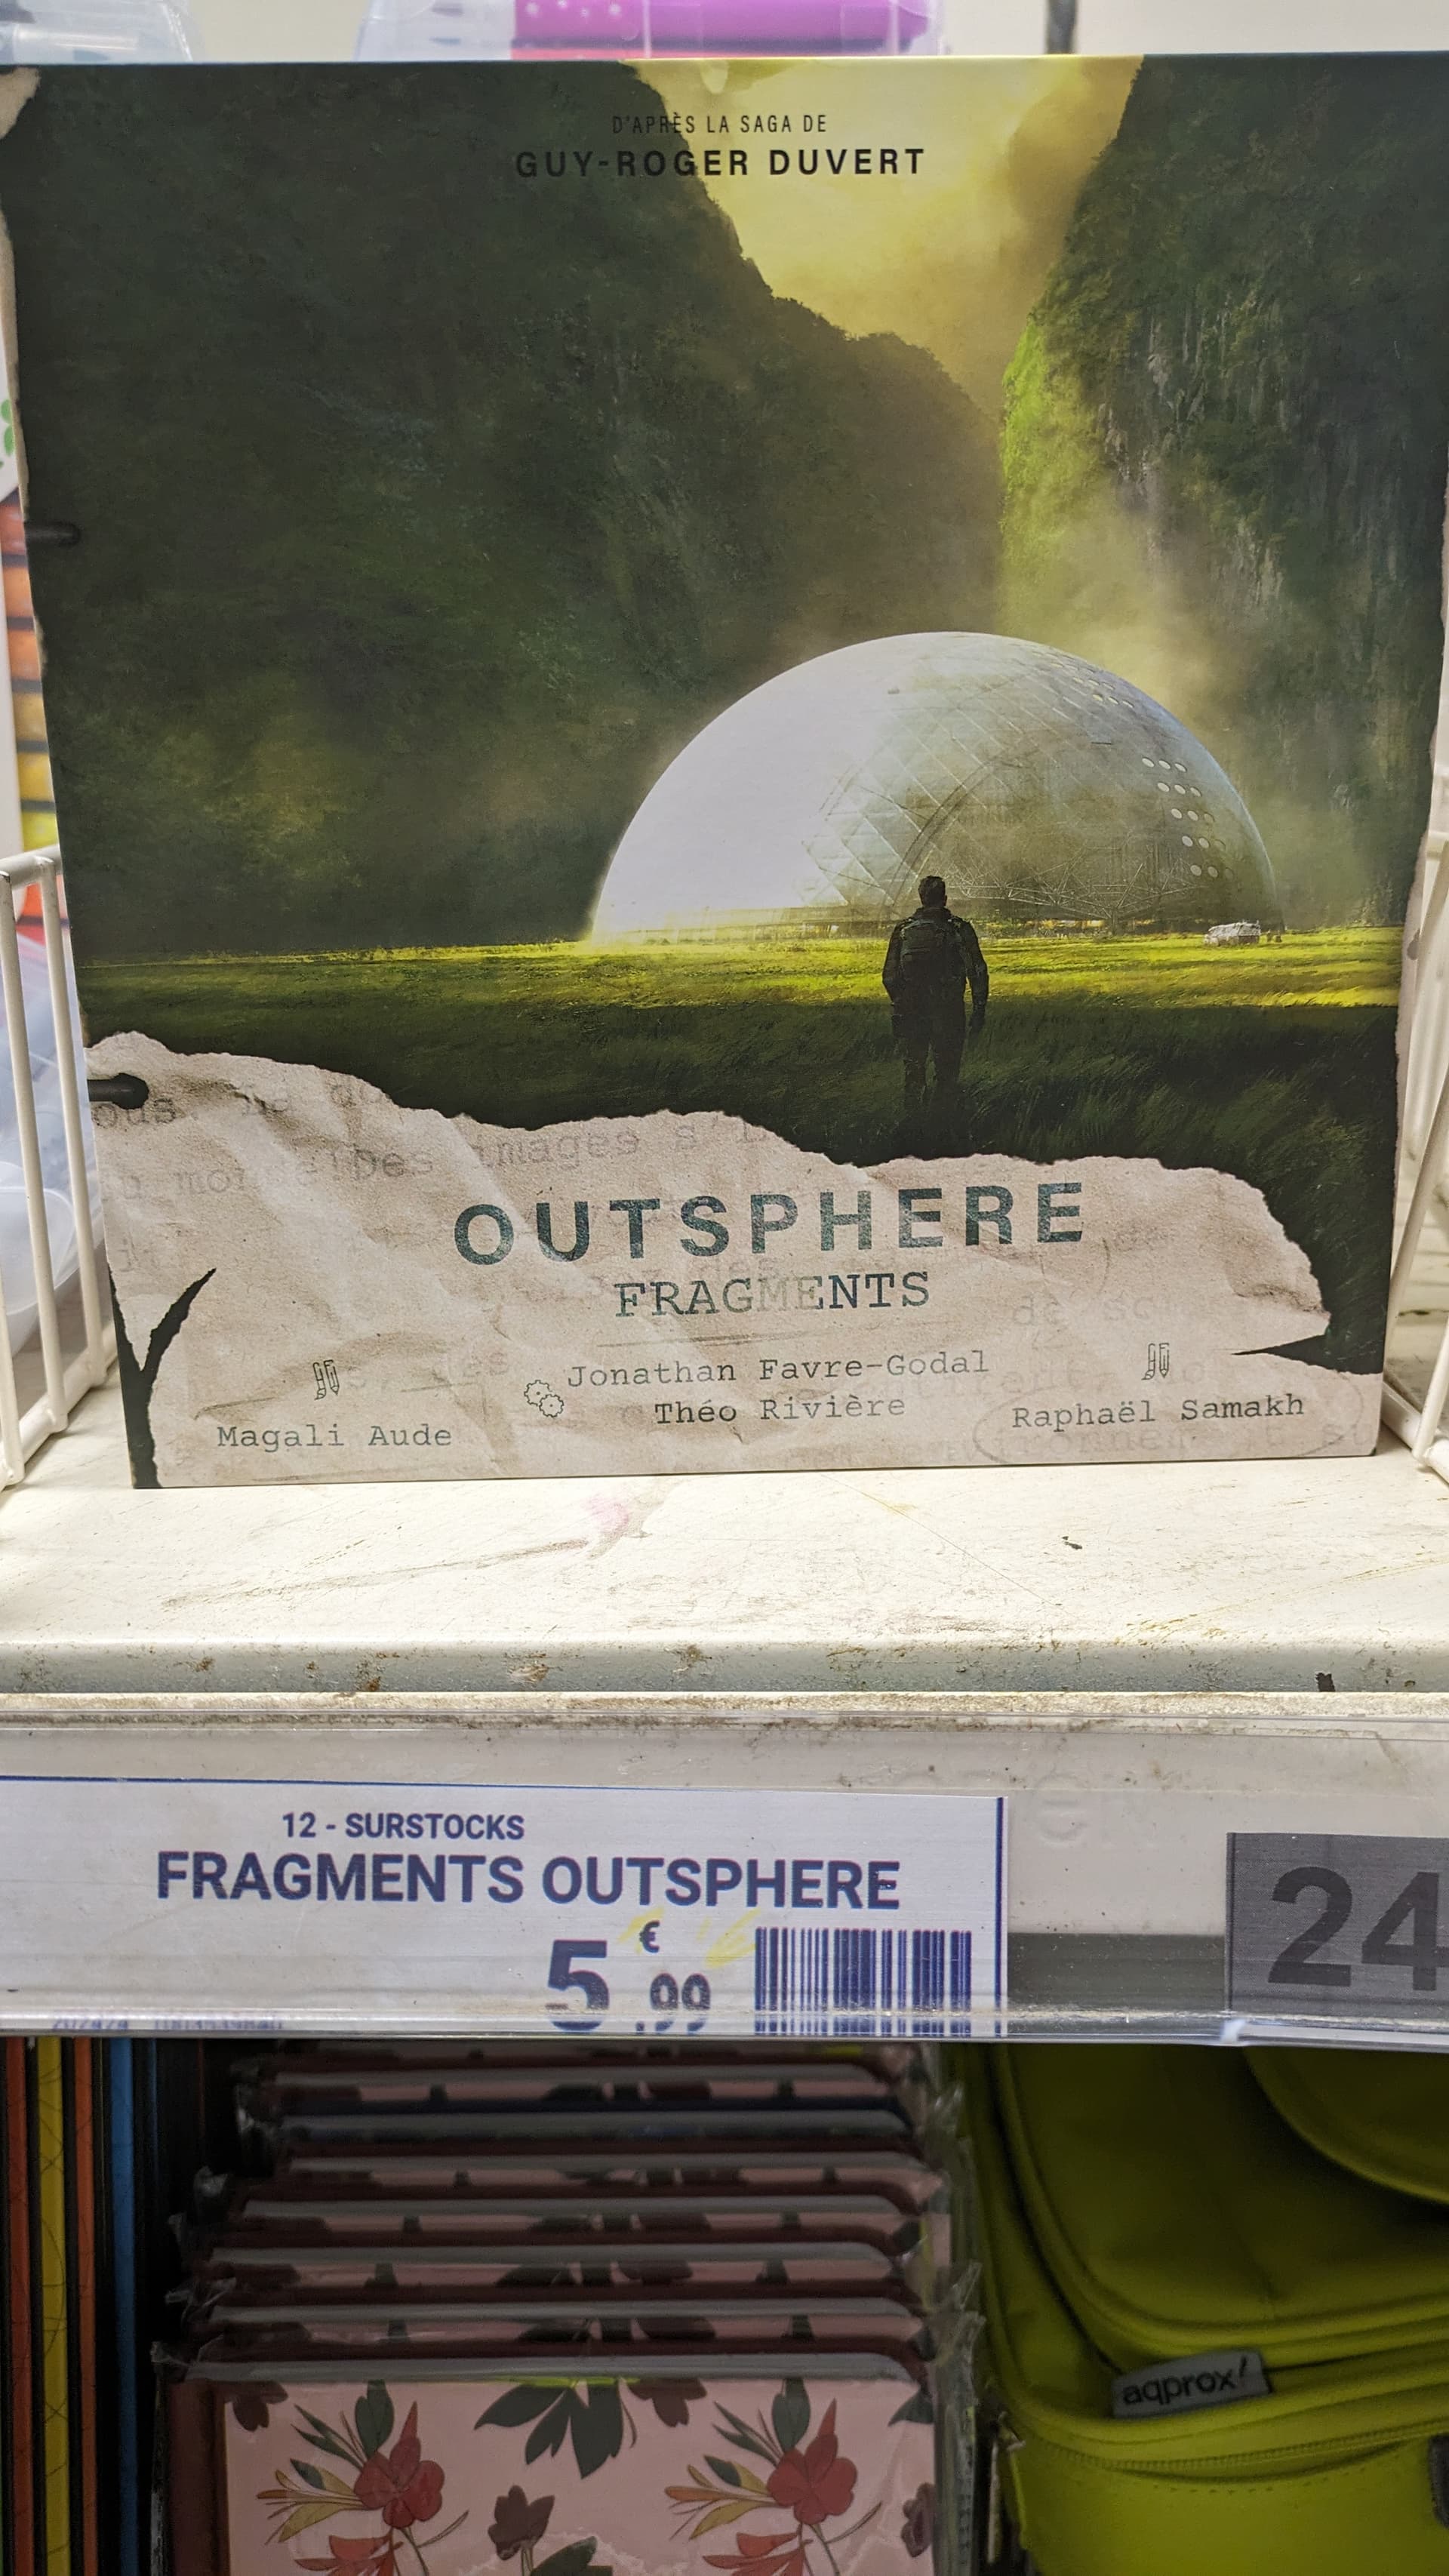 D'APRÈS LA SAGA DE
GUY-ROGER DUVERT
images s'
OUTSPHERE
FRAGMENTS
Magali Aude
Jonathan Favre-Godal
Théo Rivière
Raphaël Samakh
12 - SURSTOCKS
FRAGMENTS OUTSPHERE
5€.99
24
aqprox!